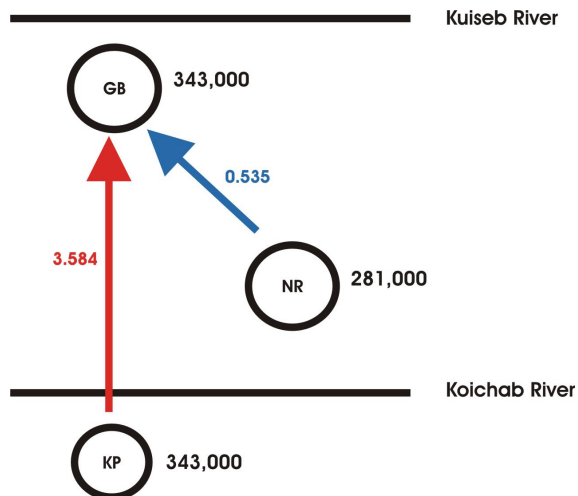 Kuiseb River
GB
343,000
0.535
3.584
NR
281,000
Koichab River
KP
343,000